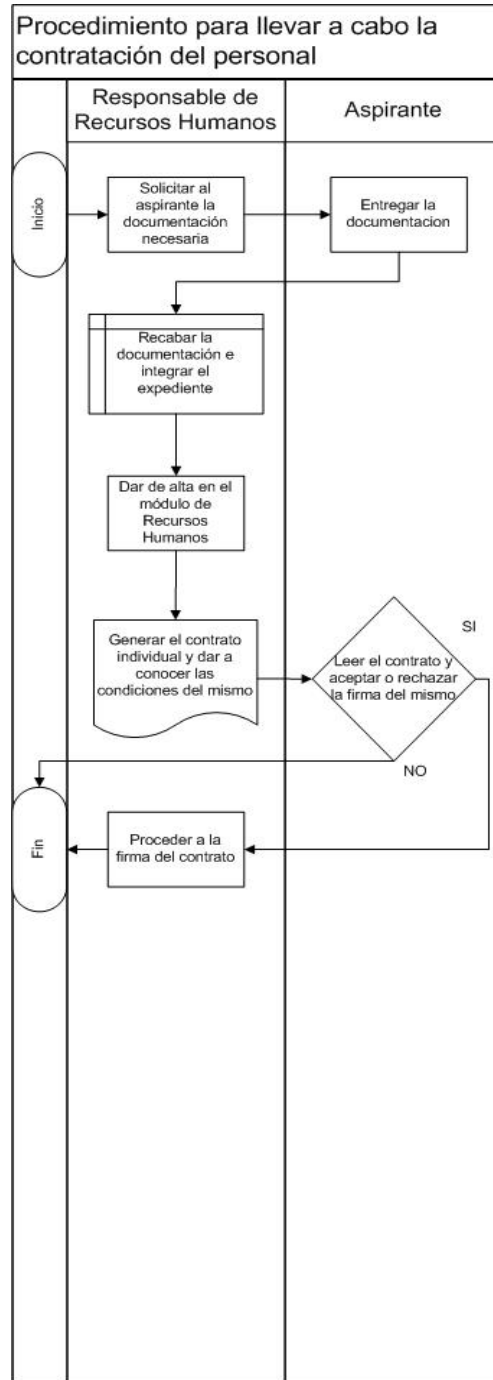 Procedimiento para llevar a cabo la
contratación del personal
Responsable de
Recursos Humanos
Aspirante
Inicio
Solicitar al
aspirante la
documentación
necesaria
Entregar la
documentacion
Recabar la
documentación e
integrar el
expediente
Dar de alta en el
módulo de
Recursos
Humanos
Generar el contrato
individual y dar a
conocer las
condiciones del mismo
Leer el contrato y
aceptar o rechazar
la firma del mismo
SI
NO
Fin
Proceder a la
firma del contrato